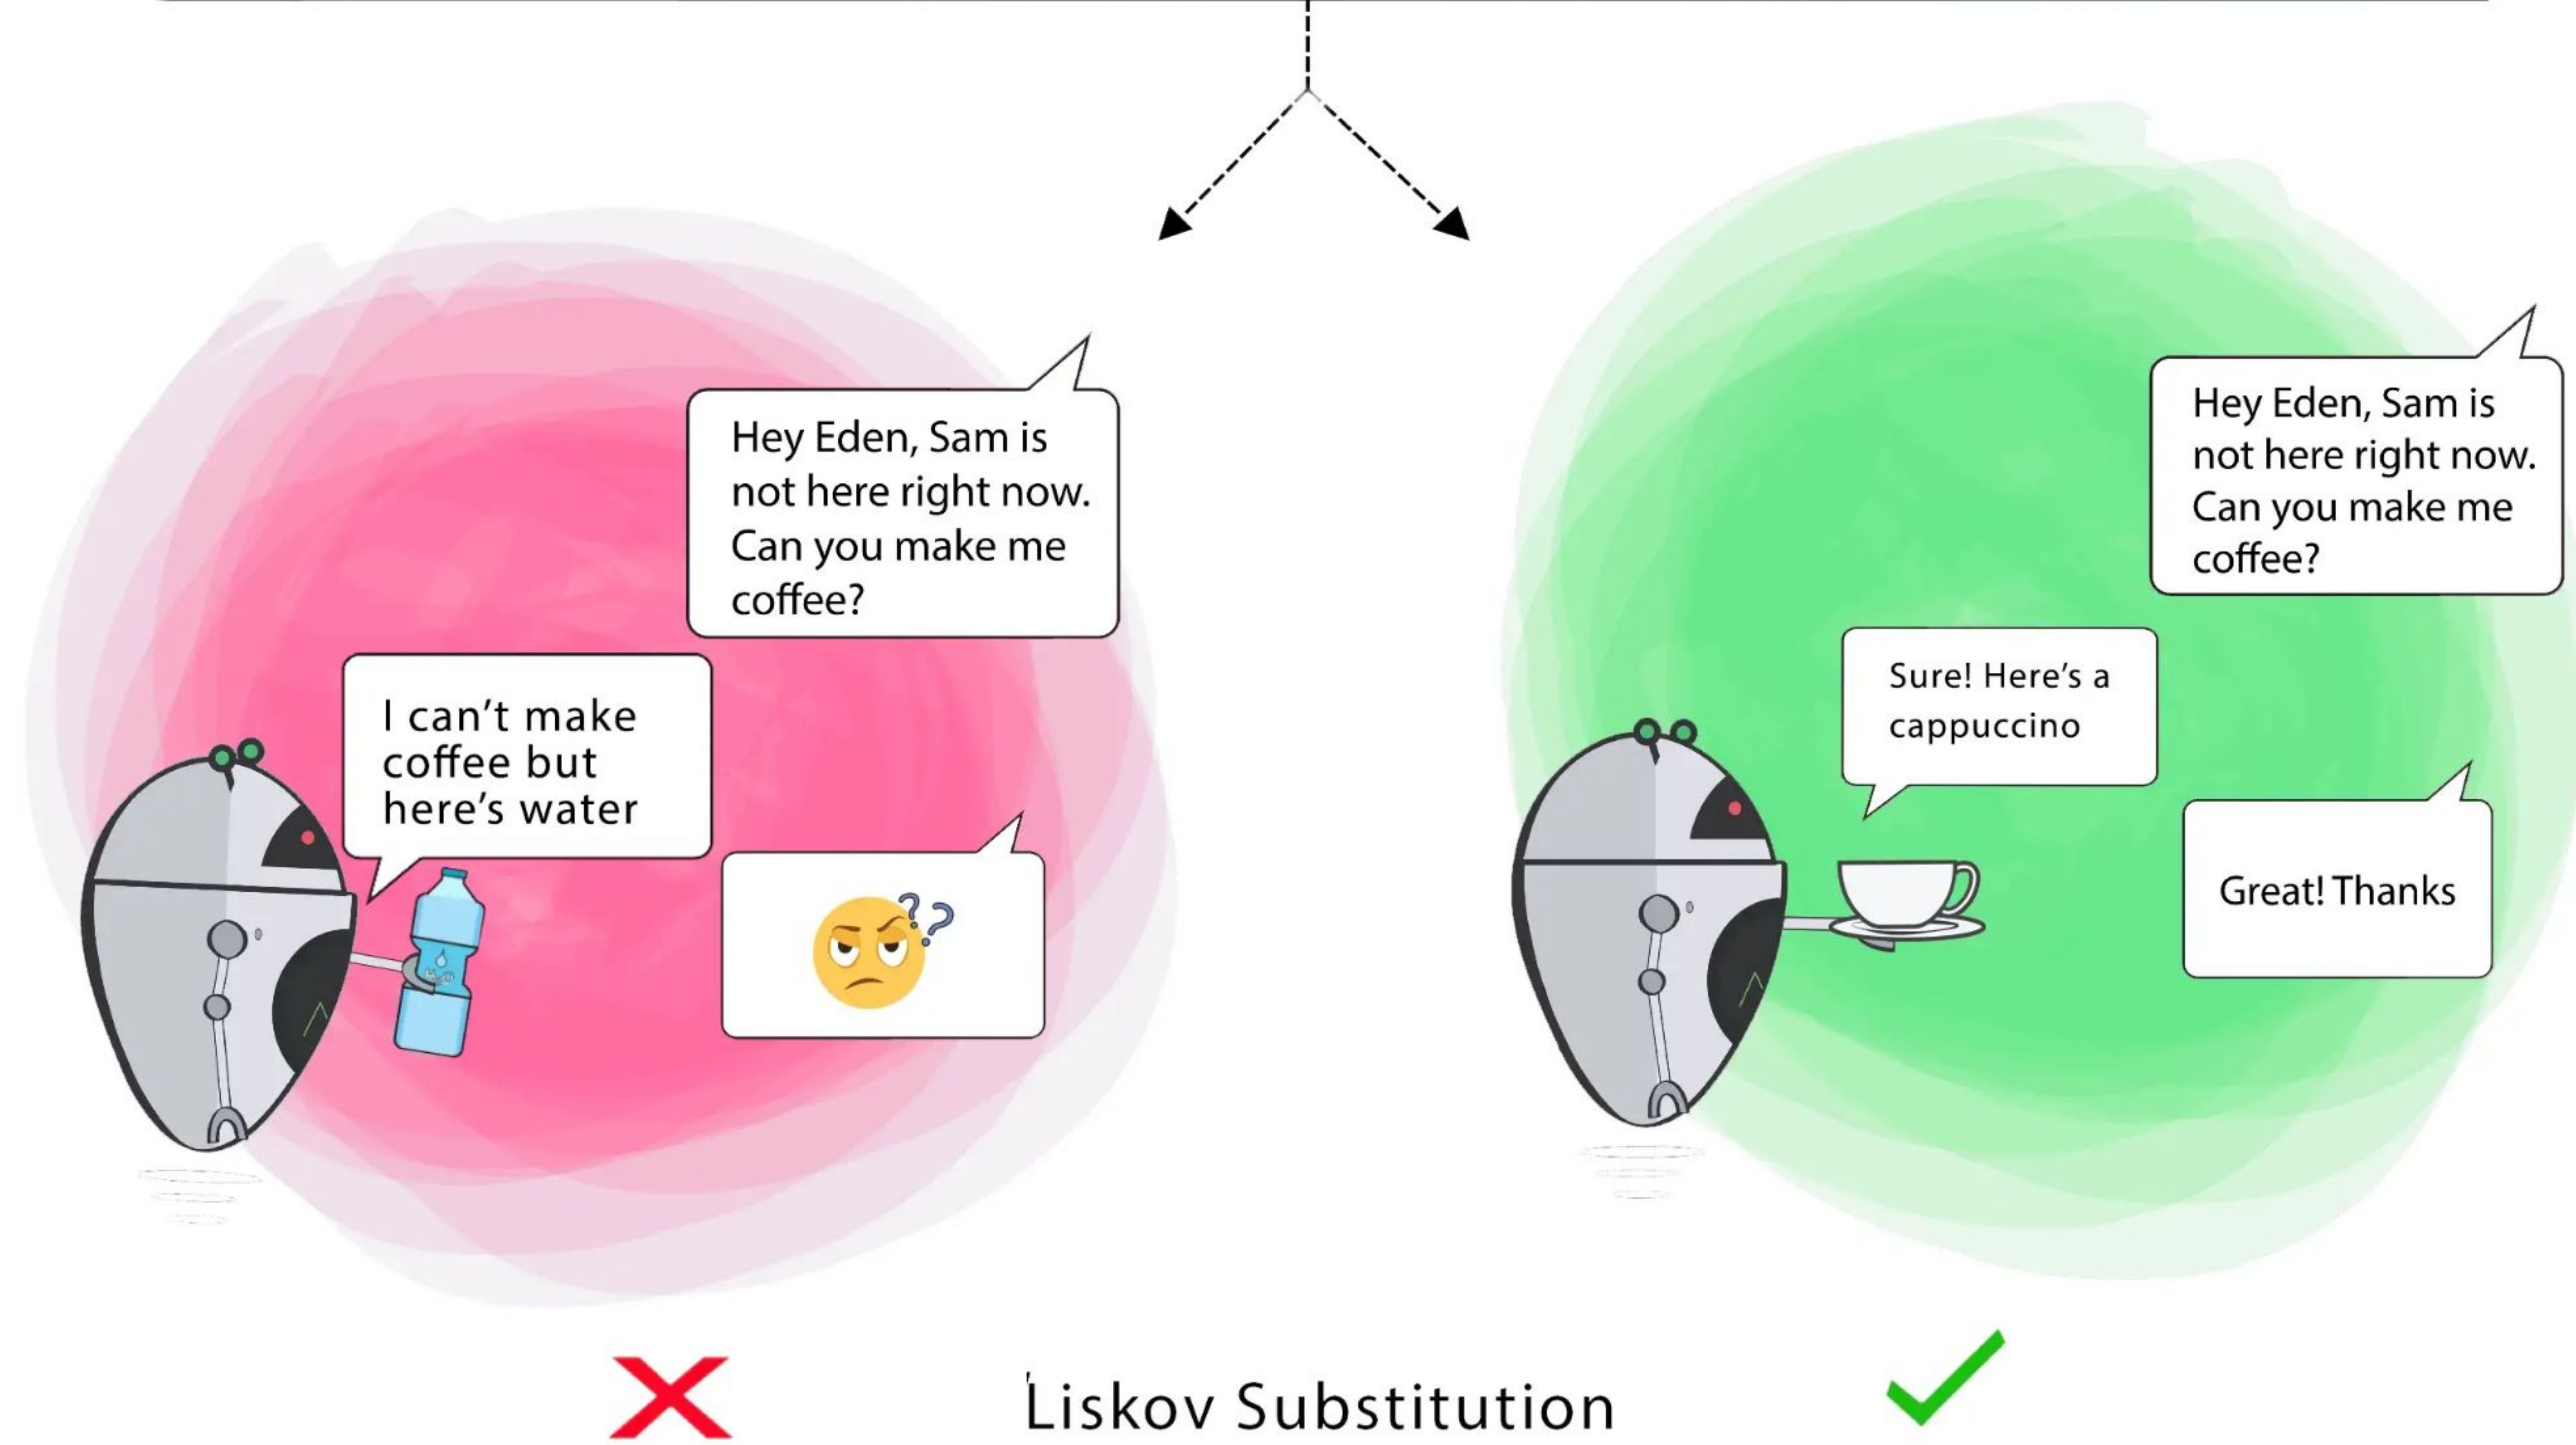 Hey Eden, Sam is
not here right now.
Can you make me
coffee?
I can’t make
coffee but
here’s water
H₂O
??
Hey Eden, Sam is
not here right now.
Can you make me
coffee?
Sure! Here’s a
cappuccino
Great! Thanks
Liskov Substitution